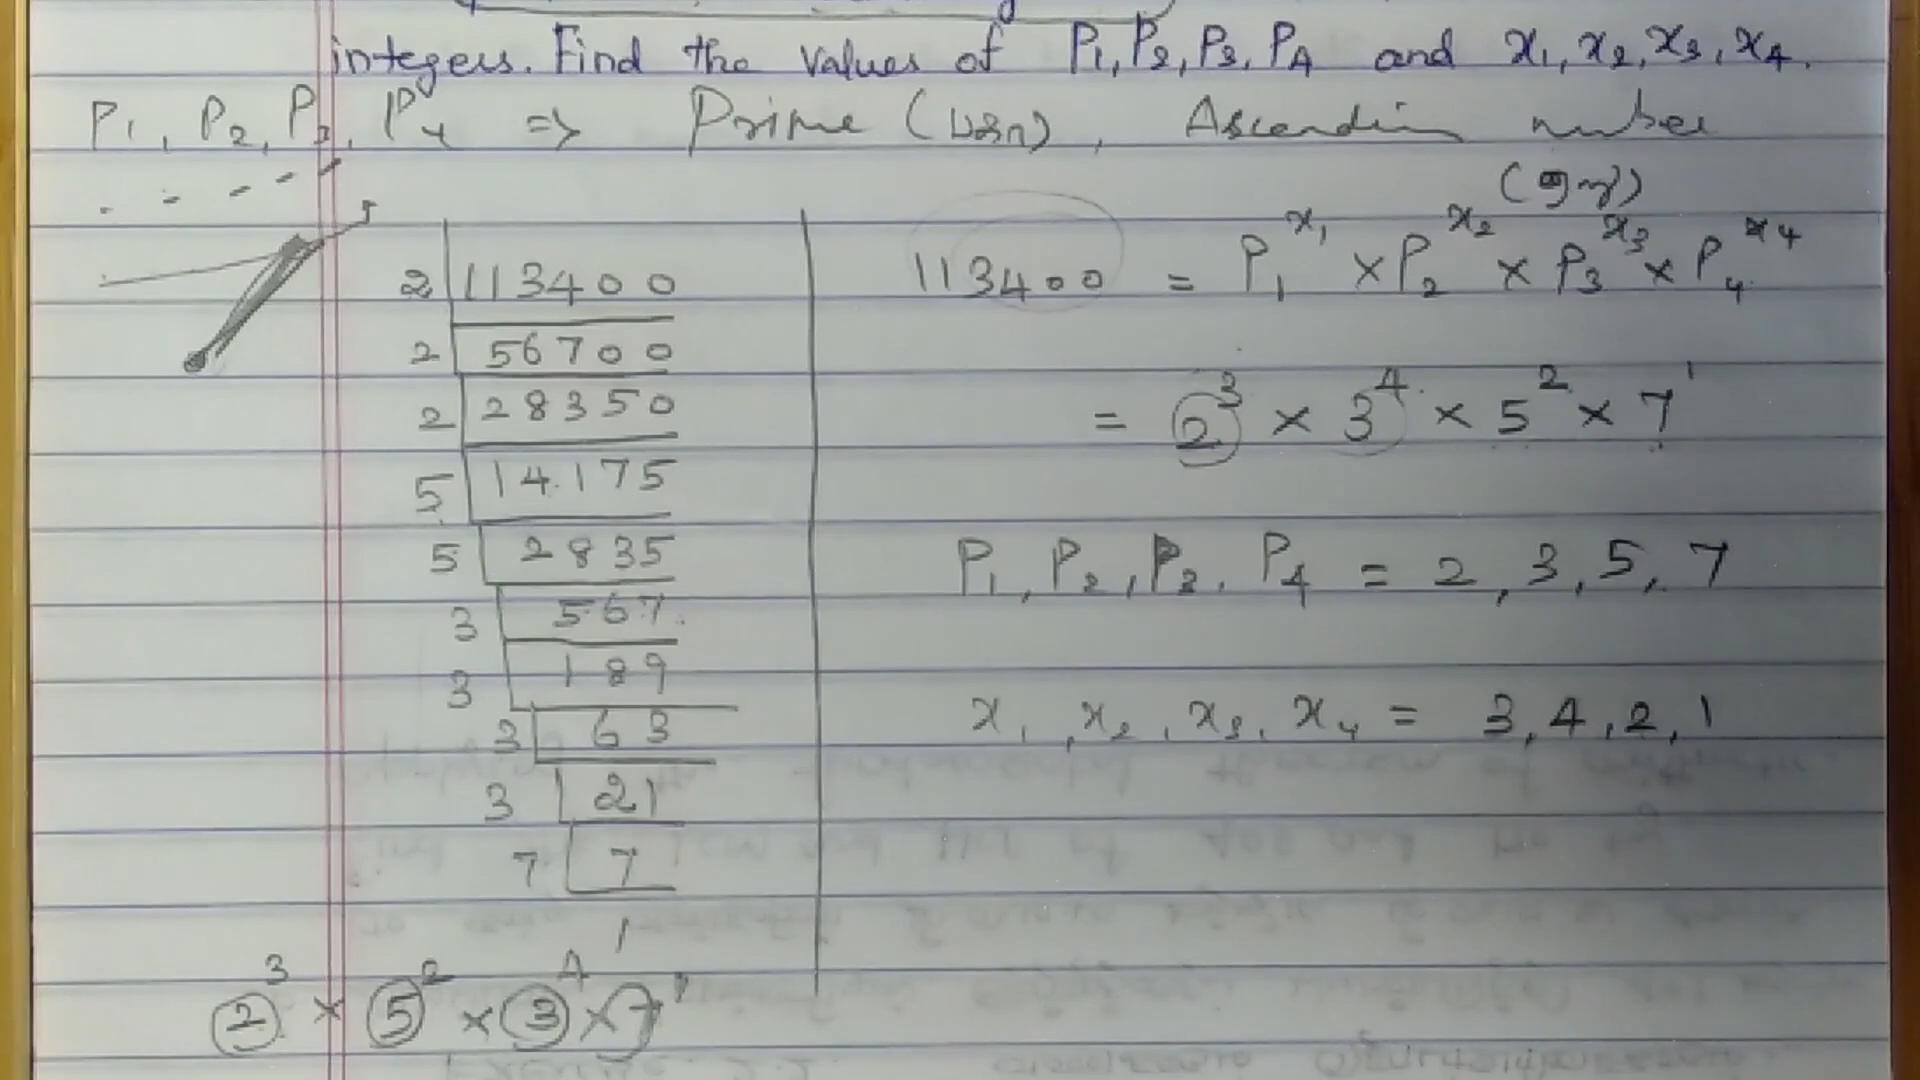 integers. Find the values of P1, P2, P3, P4 and x1, x2, x3, x4.
P1, P2, P3, P4 => Prime ( ), Ascending number
113400 = P1^x1 × P2^x2 × P3^x3 × P4^x4
= 2^3 × 3^4 × 5^2 × 7^1
P1, P2, P3, P4 = 2, 3, 5, 7
x1, x2, x3, x4 = 3, 4, 2, 1
2 | 113400
2 | 56700
2 | 28350
5 | 14175
5 | 2835
3 | 567
3 | 189
3 | 63
3 | 21
7 | 7
1
2^3 × 5^2 × 3^4 × 7^1